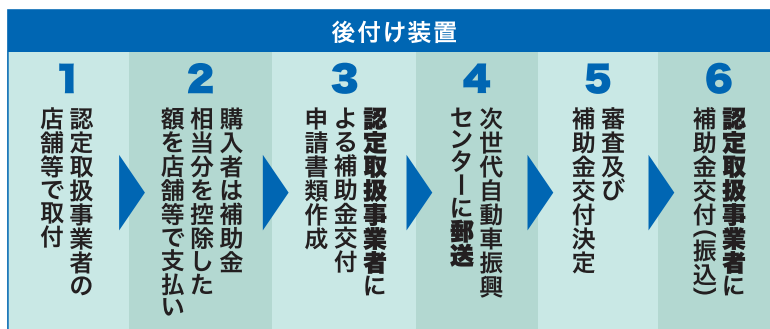 後付け装置
1
認定取扱事業者の
店舗等で取付
2
購入者は補助金
相当分を控除した
額を店舗等で支払い
3
認定取扱事業者に
よる補助金交付
申請書類作成
4
次世代自動車振興
センターに郵送
5
審査及び
補助金交付決定
6
認定取扱事業者に
補助金交付(振込)